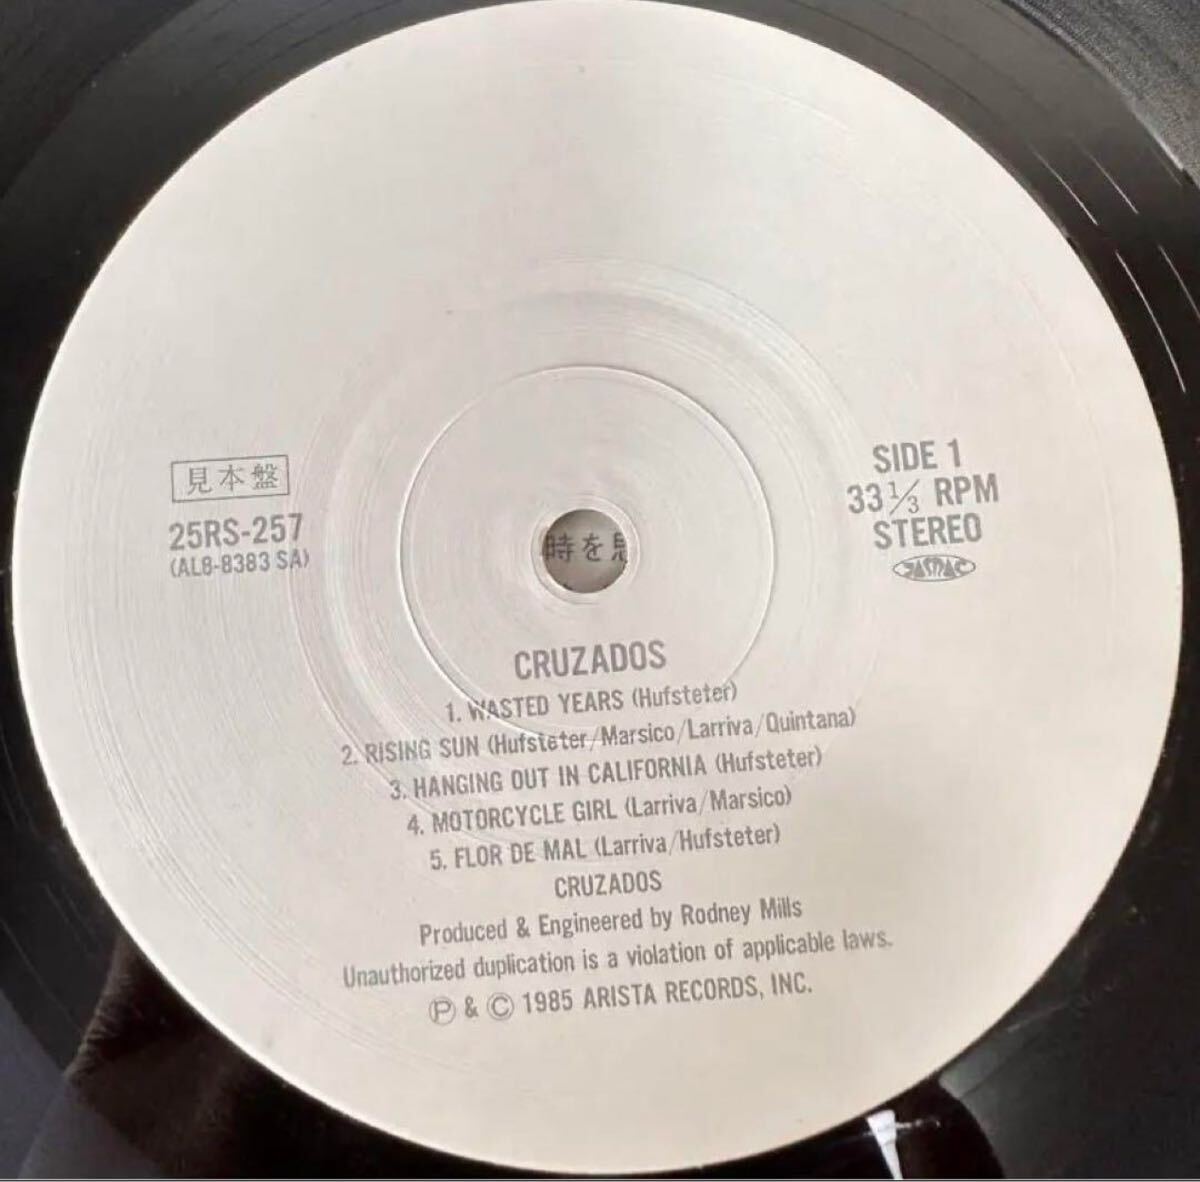 見本盤
25RS-257
(AL8-8383 SA)
SIDE 1
33 1/3 RPM
STEREO
JASRAC
時を
CRUZADOS
1. WASTED YEARS (Hufsteter)
2. RISING SUN (Hufsteter/Marsico/Larriva/Quintana)
3. HANGING OUT IN CALIFORNIA (Hufsteter)
4. MOTORCYCLE GIRL (Larriva/Marsico)
5. FLOR DE MAL (Larriva/Hufsteter)
CRUZADOS
Produced & Engineered by Rodney Mills
Unauthorized duplication is a violation of applicable laws.
Ⓟ & Ⓒ 1985 ARISTA RECORDS, INC.